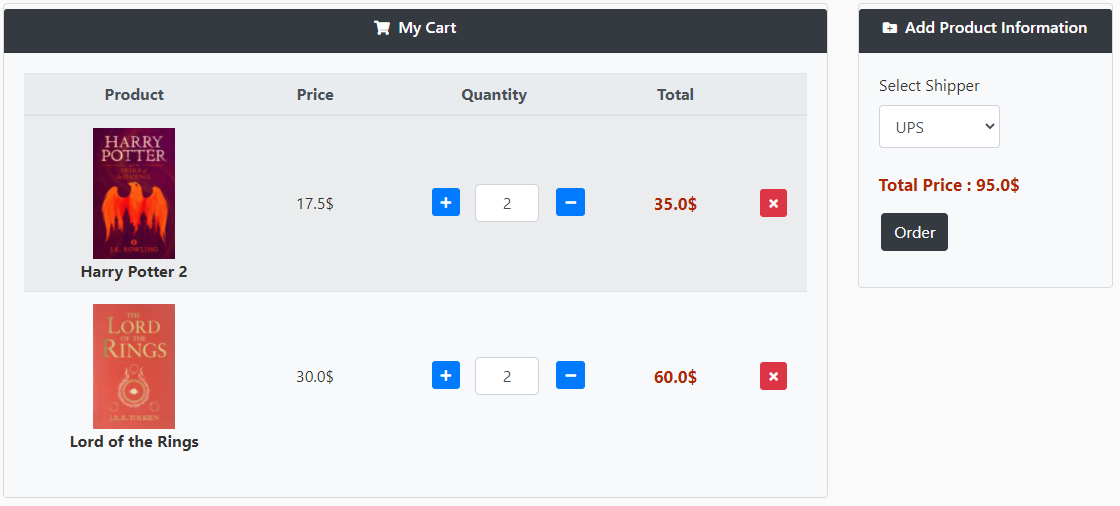 My Cart
Add Product Information
Product Price Quantity Total
HARRY
POTTER
J.K. ROWLING
Harry Potter 2
17.5$
2
35.0$
THE
LORD
OF THE
RINGS
J.R.R. TOLKIEN
Lord of the Rings
30.0$
2
60.0$
Select Shipper
UPS
Total Price : 95.0$
Order